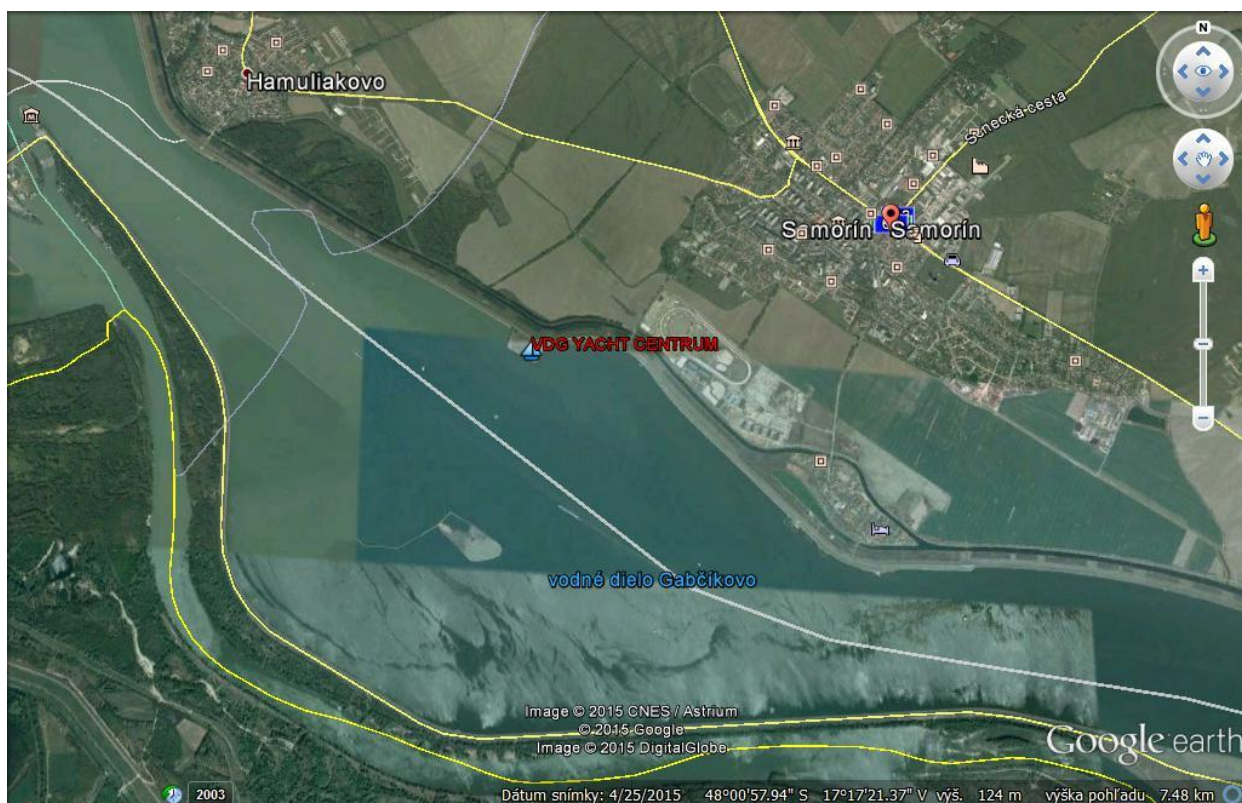 N
Hamuliakovo
Senecká cesta
Šamorín Šamorín
VDG YACHT CENTRUM
vodné dielo Gabčíkovo
Image © 2015 CNES / Astrium
© 2015 Google
Image © 2015 DigitalGlobe
Google earth
2003
Dátum snímky: 4/25/2015 48°00'57.94" S 17°17'21.37" V výš. 124 m výška pohľadu 7.48 km